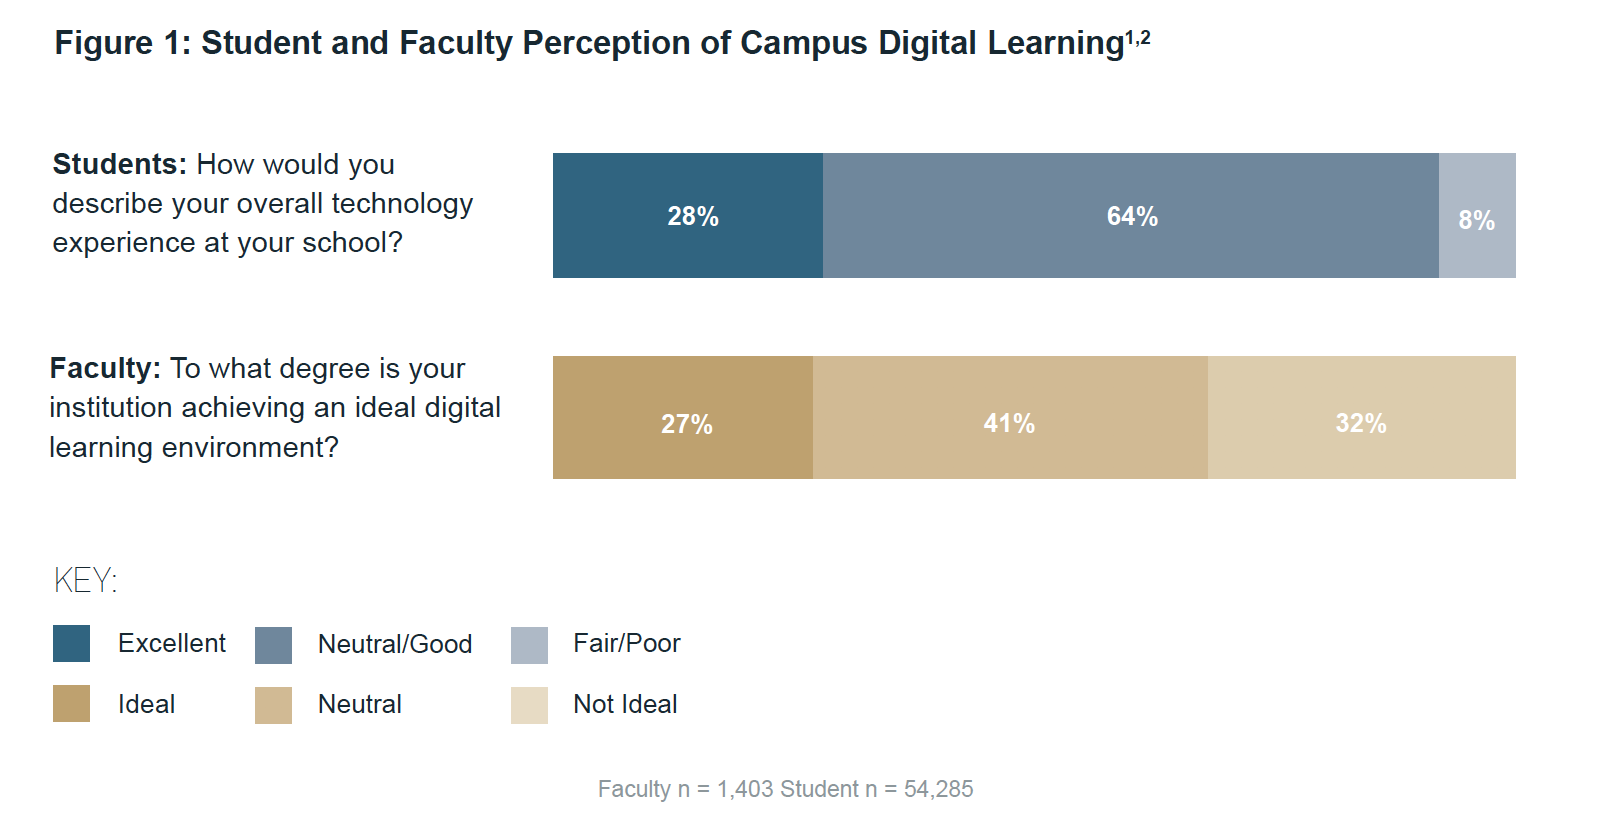 Figure 1: Student and Faculty Perception of Campus Digital Learning1,2
Students: How would you
describe your overall technology
experience at your school?
28%
64%
8%
Faculty: To what degree is your
institution achieving an ideal digital
learning environment?
27%
41%
32%
KEY:
Excellent
Neutral/Good
Fair/Poor
Ideal
Neutral
Not Ideal
Faculty n = 1,403 Student n = 54,285